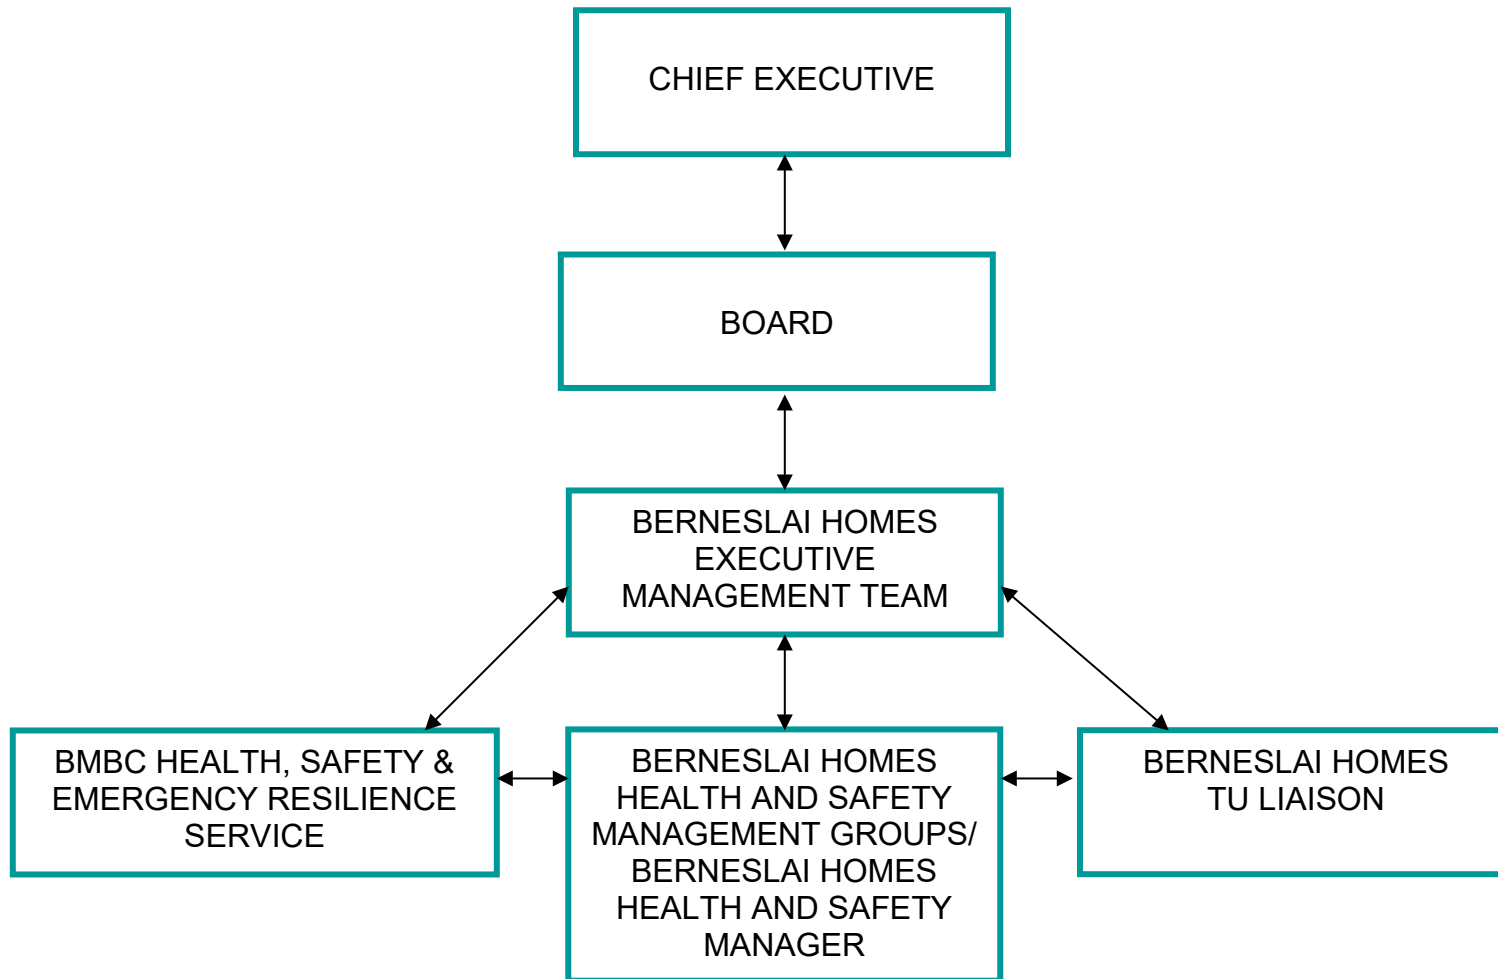 CHIEF EXECUTIVE
BOARD
BERNESLAI HOMES
EXECUTIVE
MANAGEMENT TEAM
BMBC HEALTH, SAFETY &
EMERGENCY RESILIENCE
SERVICE
BERNESLAI HOMES
HEALTH AND SAFETY
MANAGEMENT GROUPS/
BERNESLAI HOMES
HEALTH AND SAFETY
MANAGER
BERNESLAI HOMES
TU LIAISON